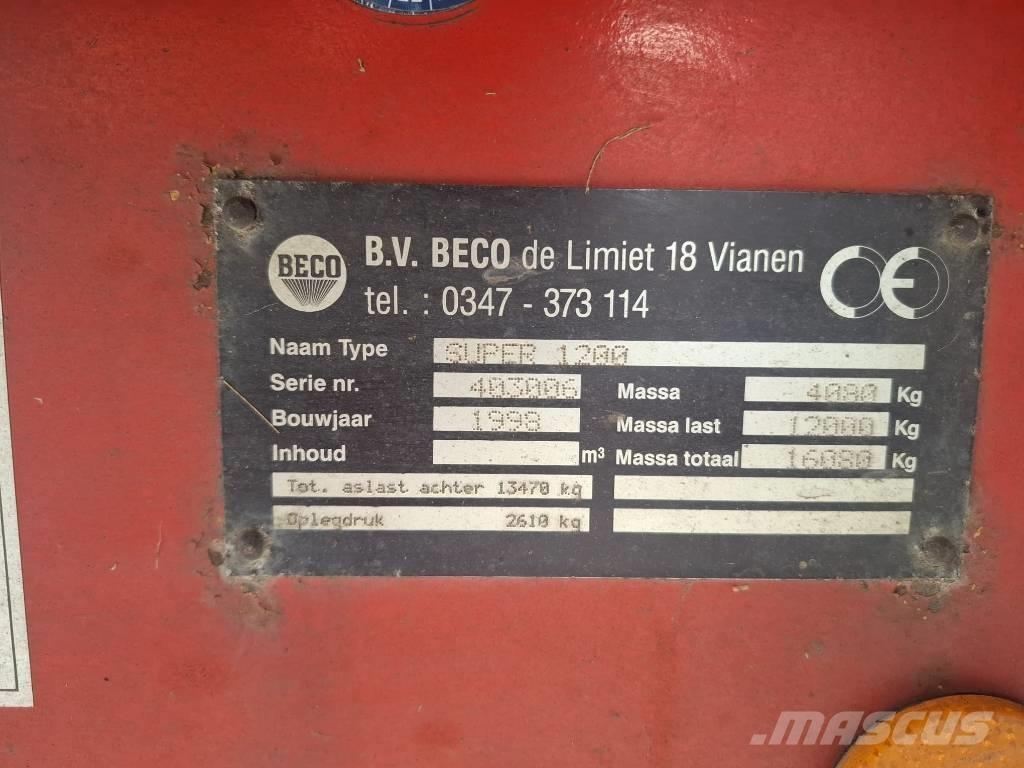 BECO
B.V. BECO de Limiet 18 Vianen
tel. : 0347 - 373 114
CE
Naam Type SUPER 1200
Serie nr. 403006
Bouwjaar 1998
Inhoud m³
Massa 4080 Kg
Massa last 12000 Kg
Massa totaal 16080 Kg
Tot. aslast achter 13470 kg
Oplegdruk 2610 kg
MASCUS